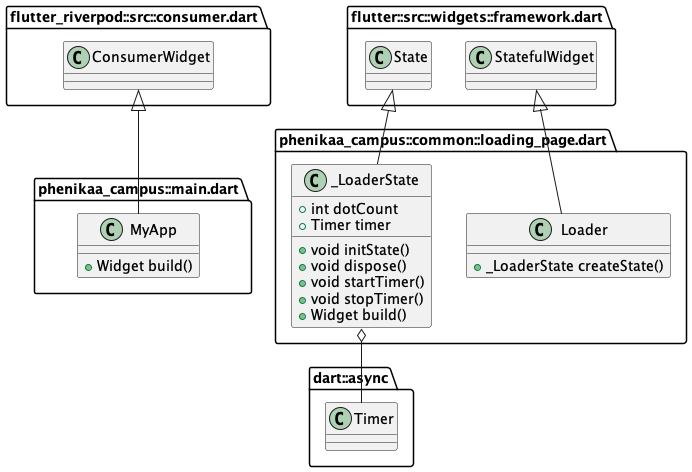 flutter_riverpod::src::consumer.dart
C ConsumerWidget
flutter::src::widgets::framework.dart
C State
C StatefulWidget
phenikaa_campus::main.dart
C MyApp
Widget build()
phenikaa_campus::common::loading_page.dart
C _LoaderState
int dotCount
Timer timer
void initState()
void dispose()
void startTimer()
void stopTimer()
Widget build()
C Loader
_LoaderState createState()
dart::async
C Timer